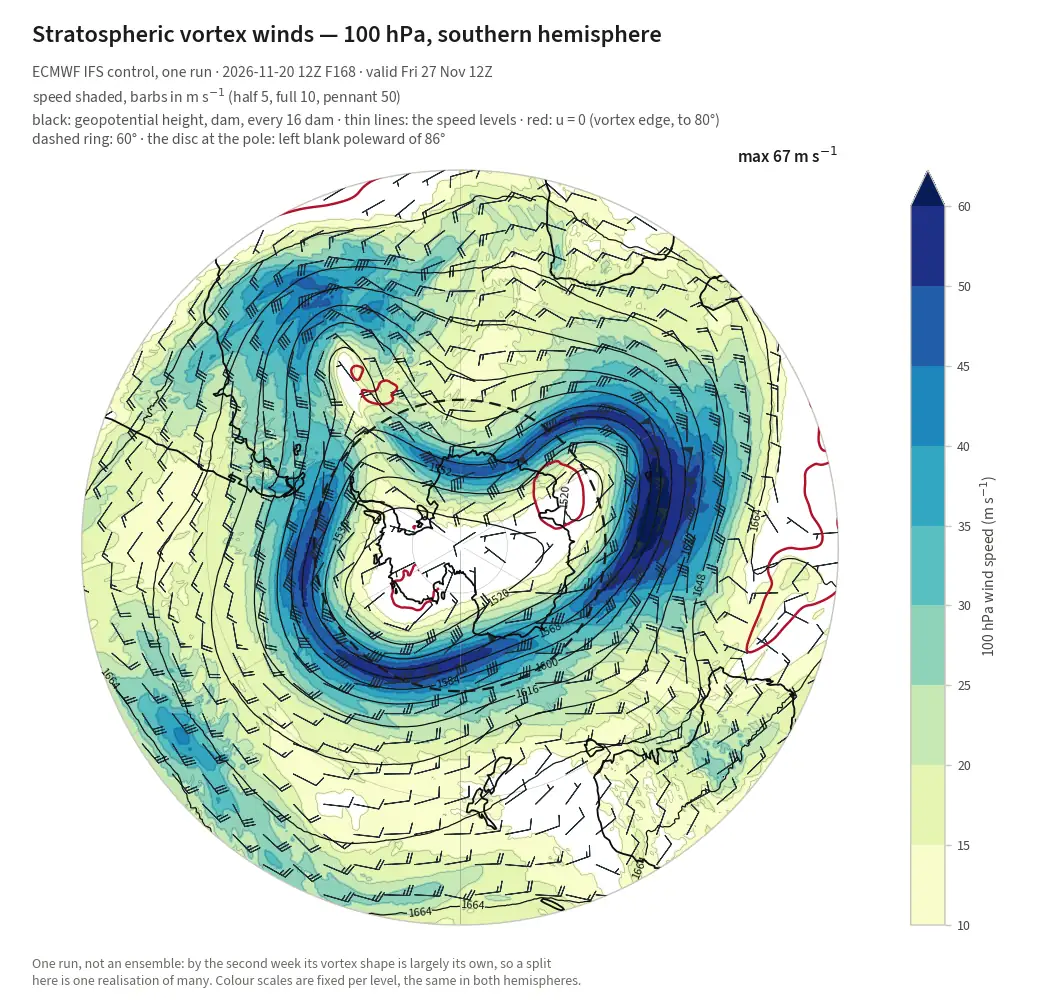 Stratospheric vortex winds — 100 hPa, southern hemisphere
ECMWF IFS control, one run · 2026-11-20 12Z F168 · valid Fri 27 Nov 12Z
speed shaded, barbs in m s⁻¹ (half 5, full 10, pennant 50)
black: geopotential height, dam, every 16 dam · thin lines: the speed levels · red: u = 0 (vortex edge, to 80°)
dashed ring: 60° · the disc at the pole: left blank poleward of 86°
max 67 m s⁻¹
60
50
45
40
35
30
25
20
15
10
100 hPa wind speed (m s⁻¹)
1520
1664
1648
1520
1568
1600
1584
1616
1664
1664
1664
1664
One run, not an ensemble: by the second week its vortex shape is largely its own, so a split
here is one realisation of many. Colour scales are fixed per level, the same in both hemispheres.